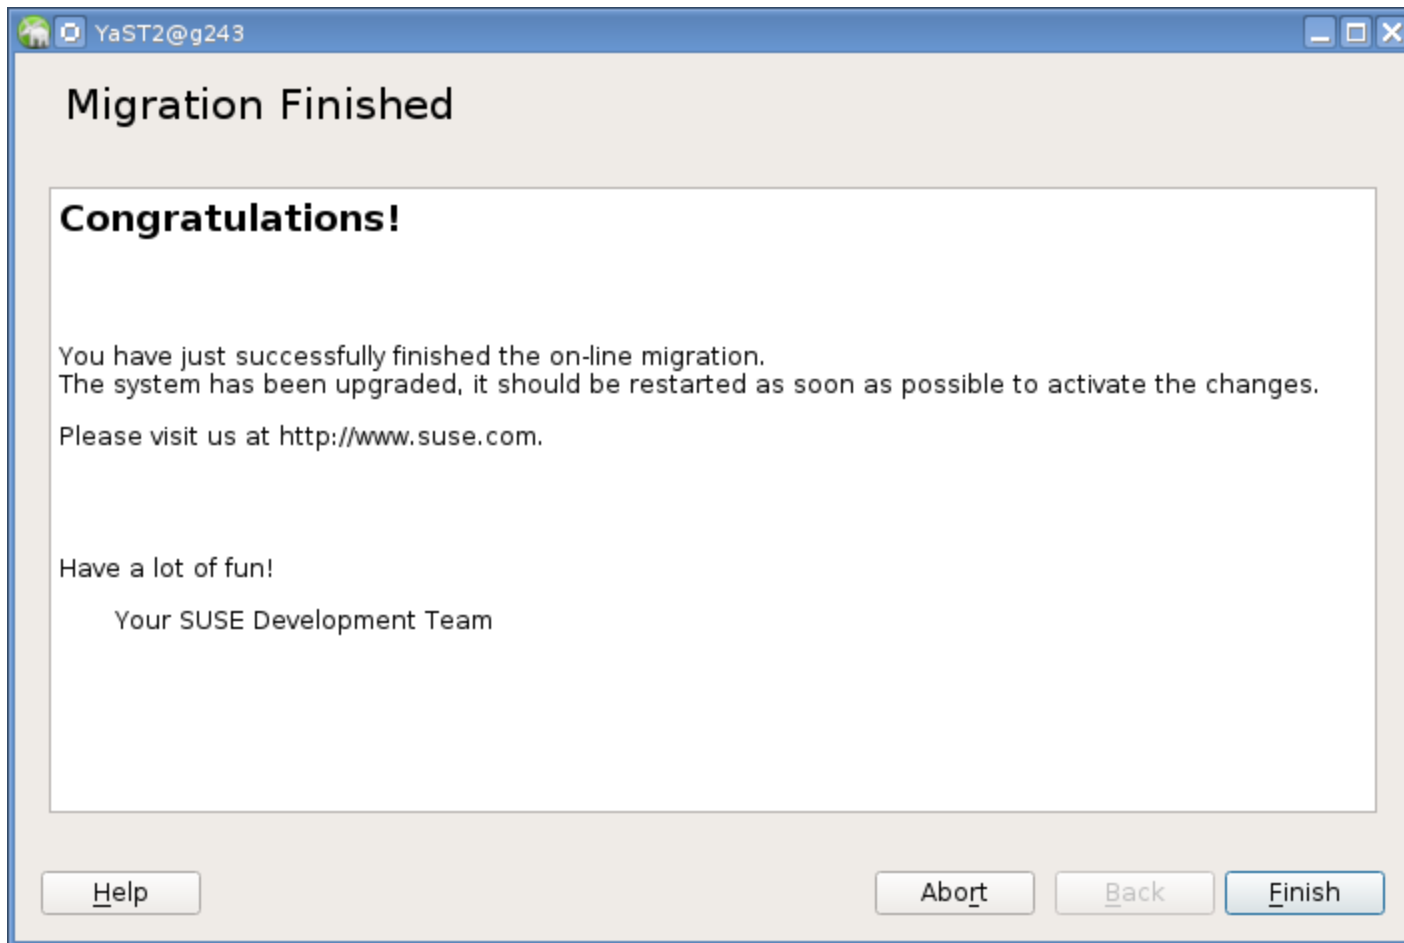 YaST2@g243
Migration Finished
Congratulations!
You have just successfully finished the on-line migration.
The system has been upgraded, it should be restarted as soon as possible to activate the changes.
Please visit us at http://www.suse.com.
Have a lot of fun!
Your SUSE Development Team
Help
Abort
Back
Finish